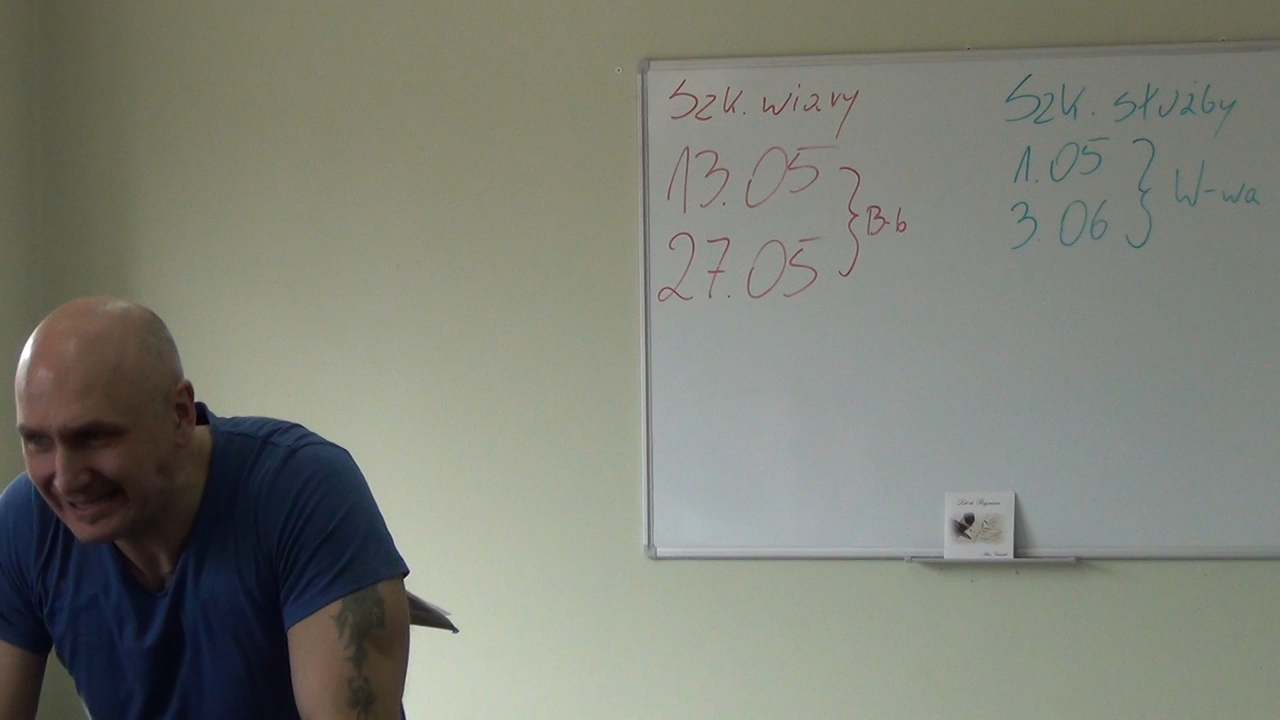 Szk. wiary
13.05
27.05
B-b
Szk. służby
1.05
3.06
W-wa